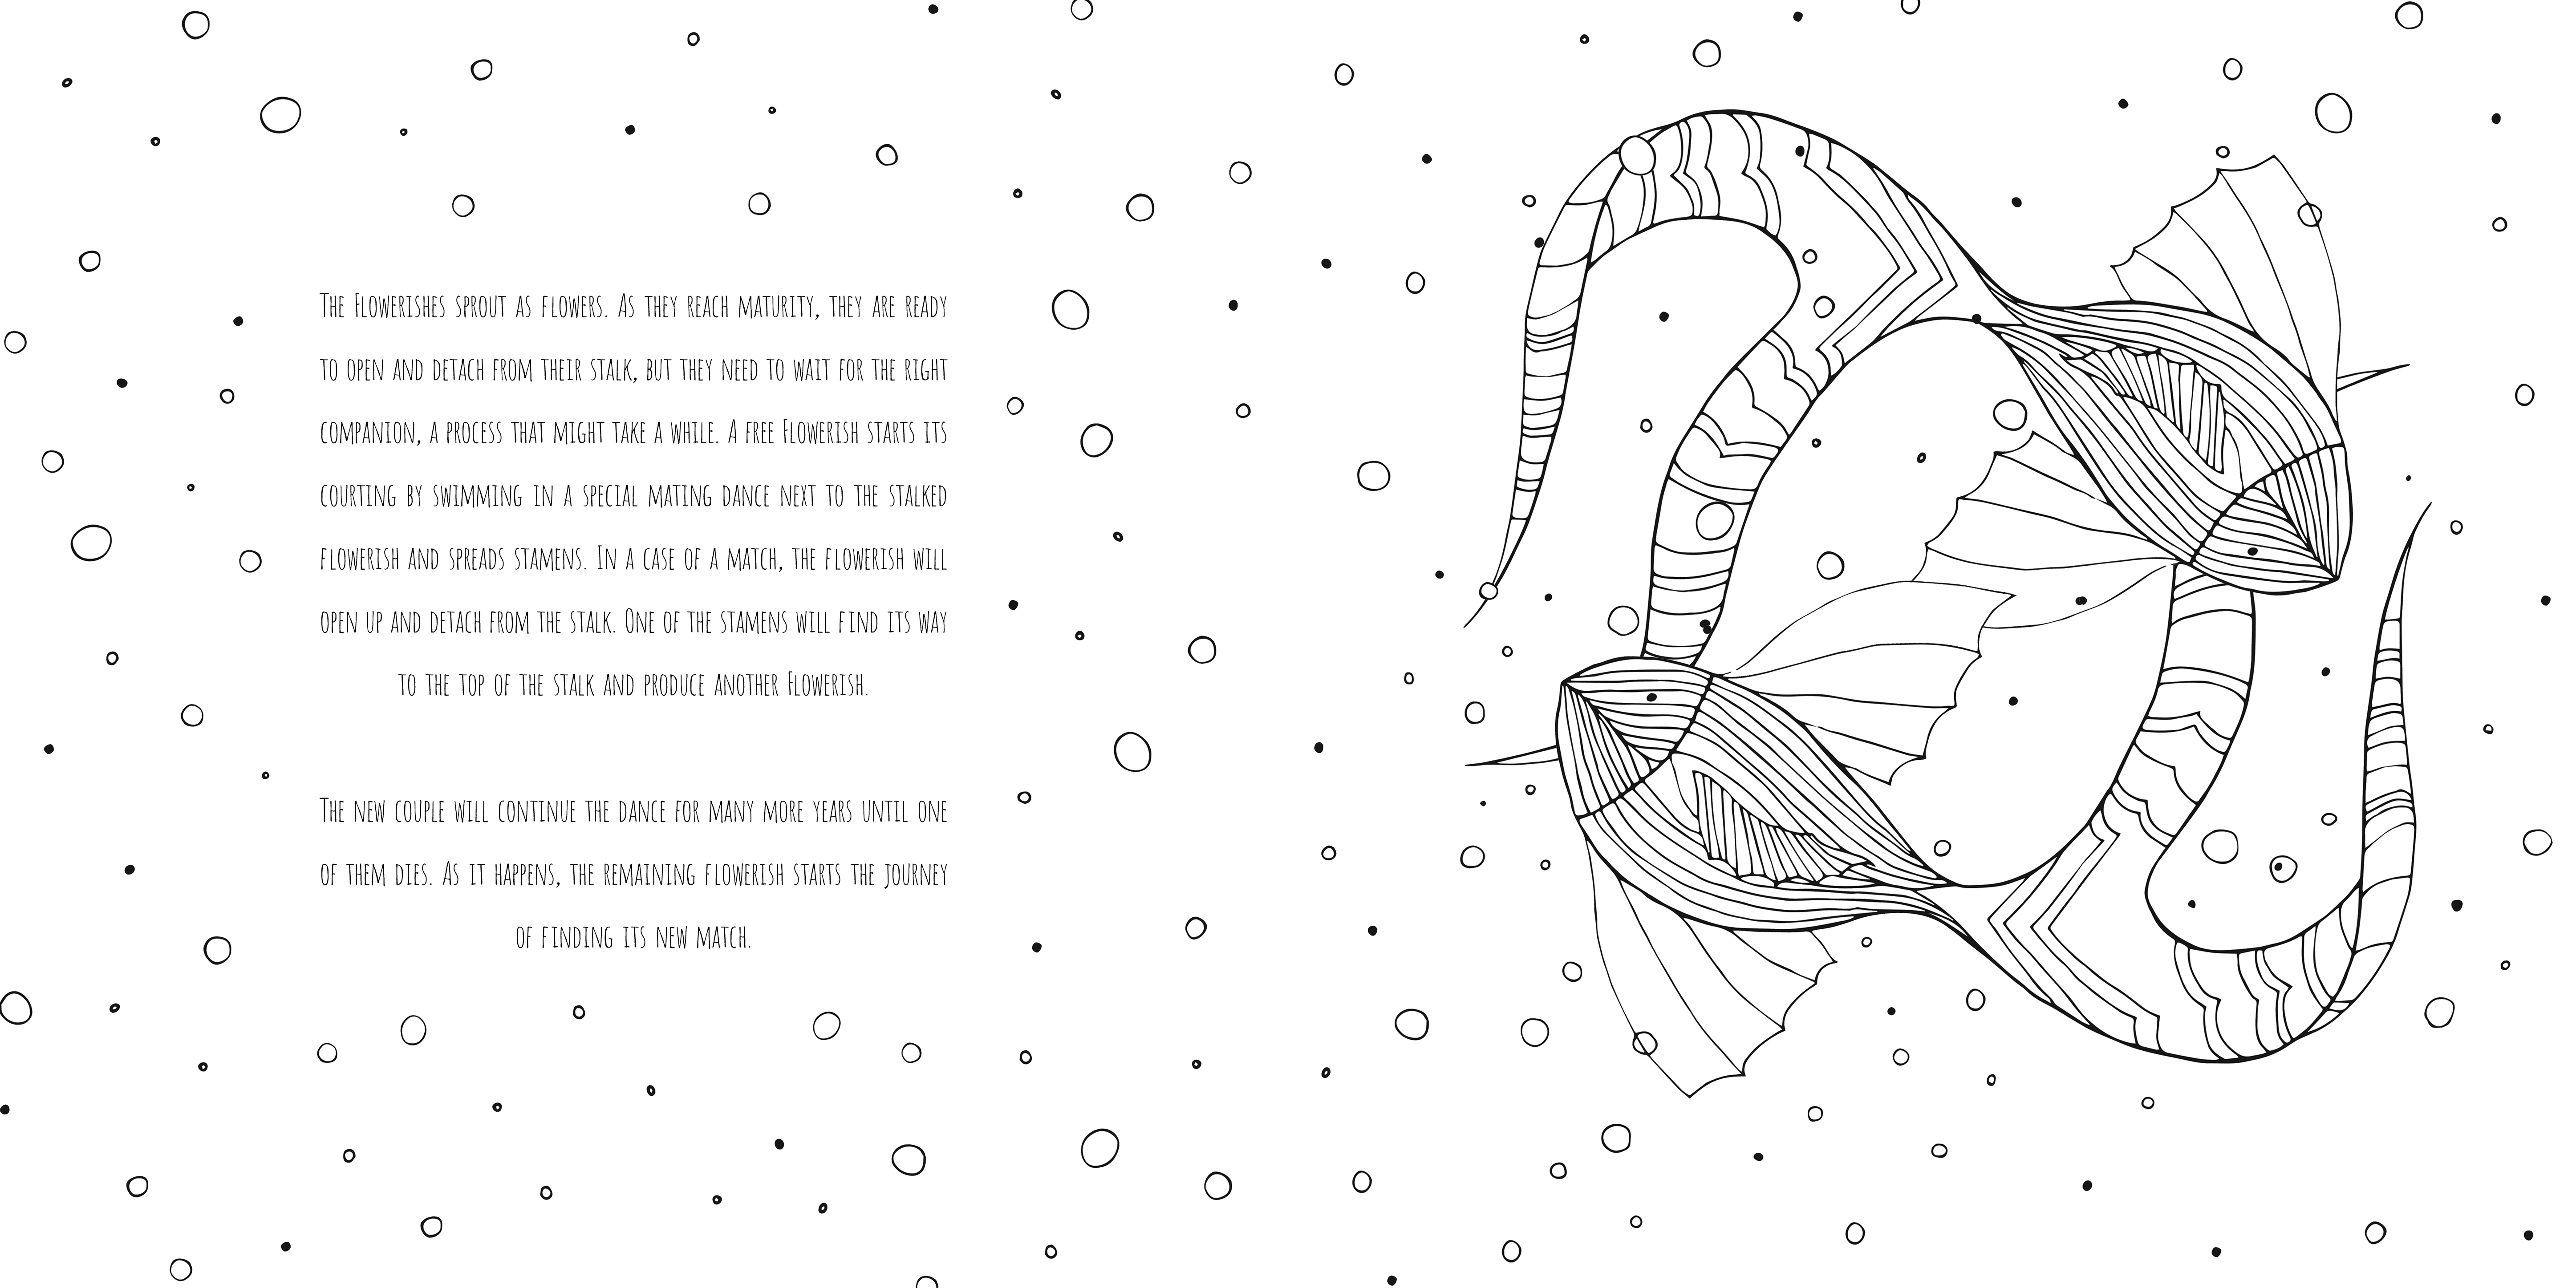 The Flowerishes sprout as flowers. As they reach maturity, they are ready
to open and detach from their stalk, but they need to wait for the right
companion, a process that might take a while. A free Flowerish starts its
courting by swimming in a special mating dance next to the stalked
flowerish and spreads stamens. In a case of a match, the flowerish will
open up and detach from the stalk. One of the stamens will find its way
to the top of the stalk and produce another Flowerish.
The new couple will continue the dance for many more years until one
of them dies. As it happens, the remaining flowerish starts the journey
of finding its new match.